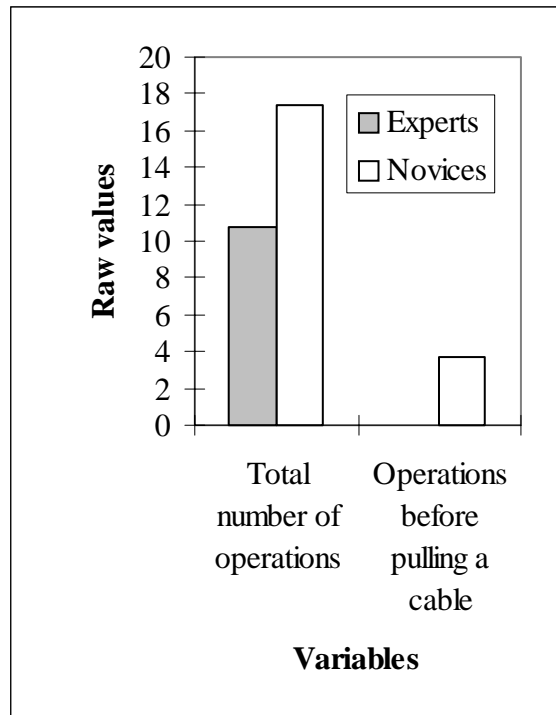 Raw values
20
18
16
14
12
10
8
6
4
2
0
Experts
Novices
Total
number of
operations
Operations
before
pulling a
cable
Variables